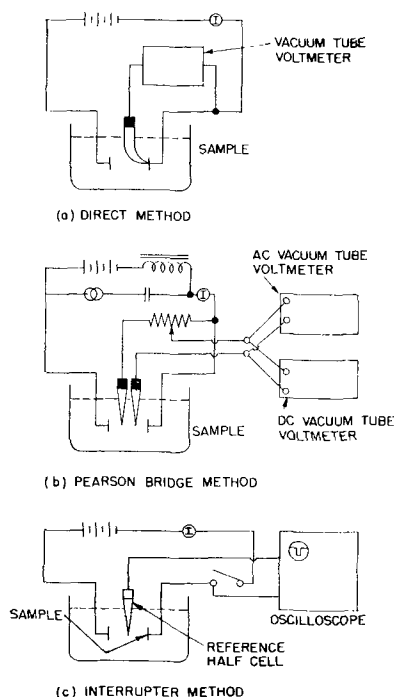 I
VACUUM TUBE
VOLTMETER
SAMPLE
(a) DIRECT METHOD
AC VACUUM TUBE
VOLTMETER
I
SAMPLE
DC VACUUM TUBE
VOLTMETER
(b) PEARSON BRIDGE METHOD
I
SAMPLE
OSCILLOSCOPE
REFERENCE
HALF CELL
(c) INTERRUPTER METHOD